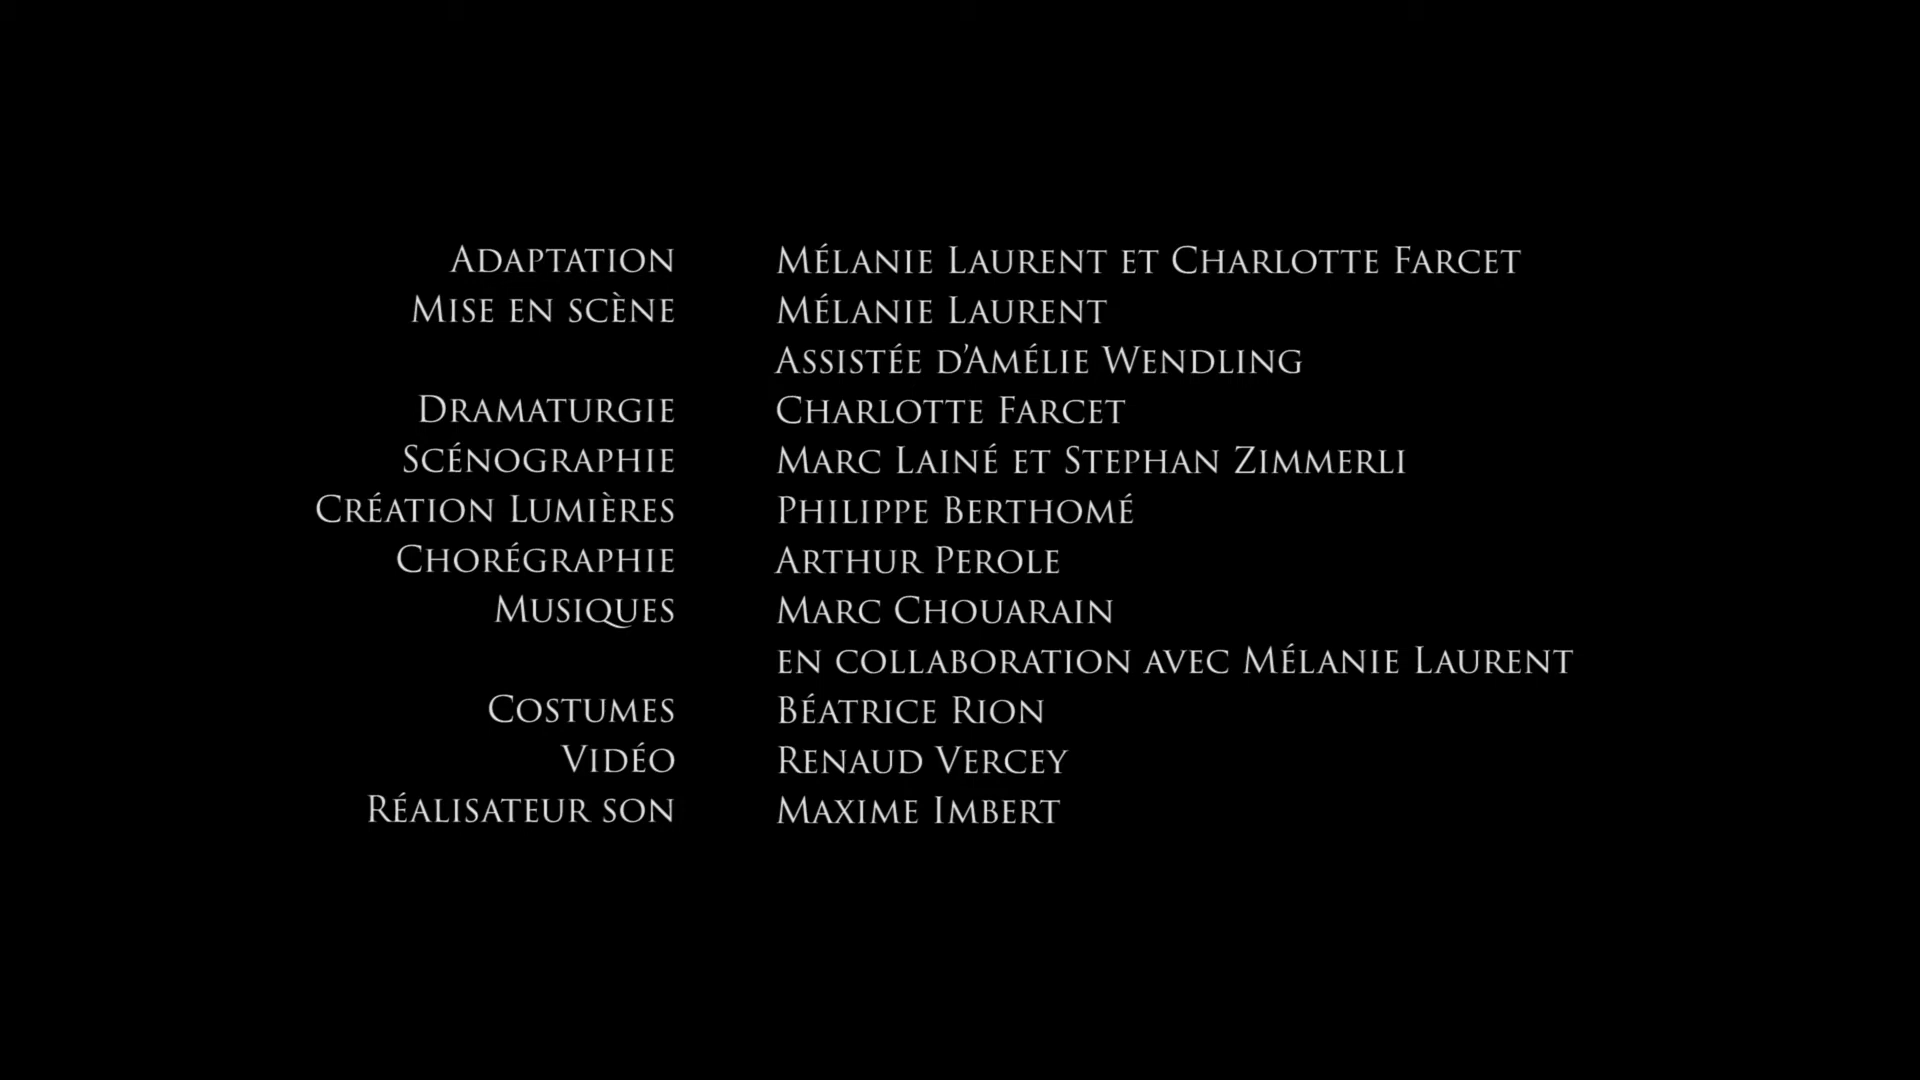 Adaptation Mélanie Laurent et Charlotte Farcet
Mise en scène Mélanie Laurent
Assistée d’Amélie Wendling
Dramaturgie Charlotte Farcet
Scénographie Marc Lainé et Stephan Zimmerli
Création Lumières Philippe Berthomé
Chorégraphie Arthur Perole
Musiques Marc Chouarain
en collaboration avec Mélanie Laurent
Costumes Béatrice Rion
Vidéo Renaud Vercey
Réalisateur son Maxime Imbert